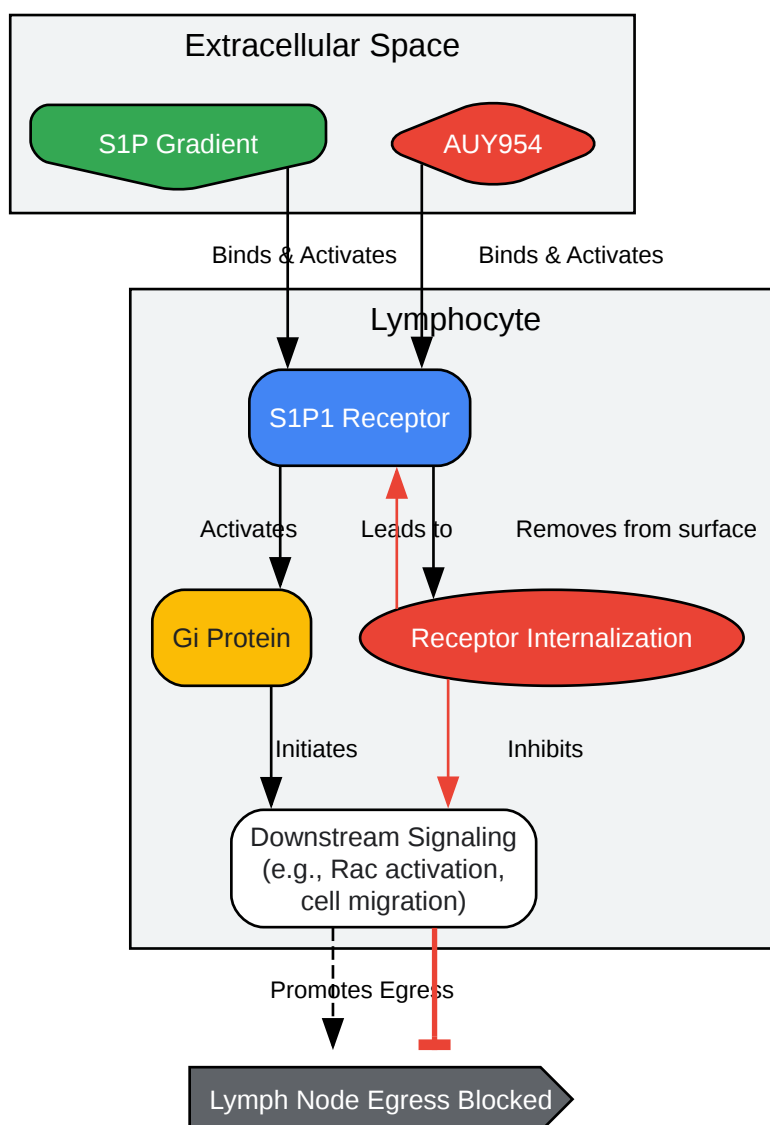 Extracellular Space
S1P Gradient
AUY954
Binds & Activates
Binds & Activates
Lymphocyte
S1P1 Receptor
Activates
Leads to
Removes from surface
Gi Protein
Receptor Internalization
Initiates
Inhibits
Downstream Signaling
(e.g., Rac activation,
cell migration)
Promotes Egress
Lymph Node Egress Blocked